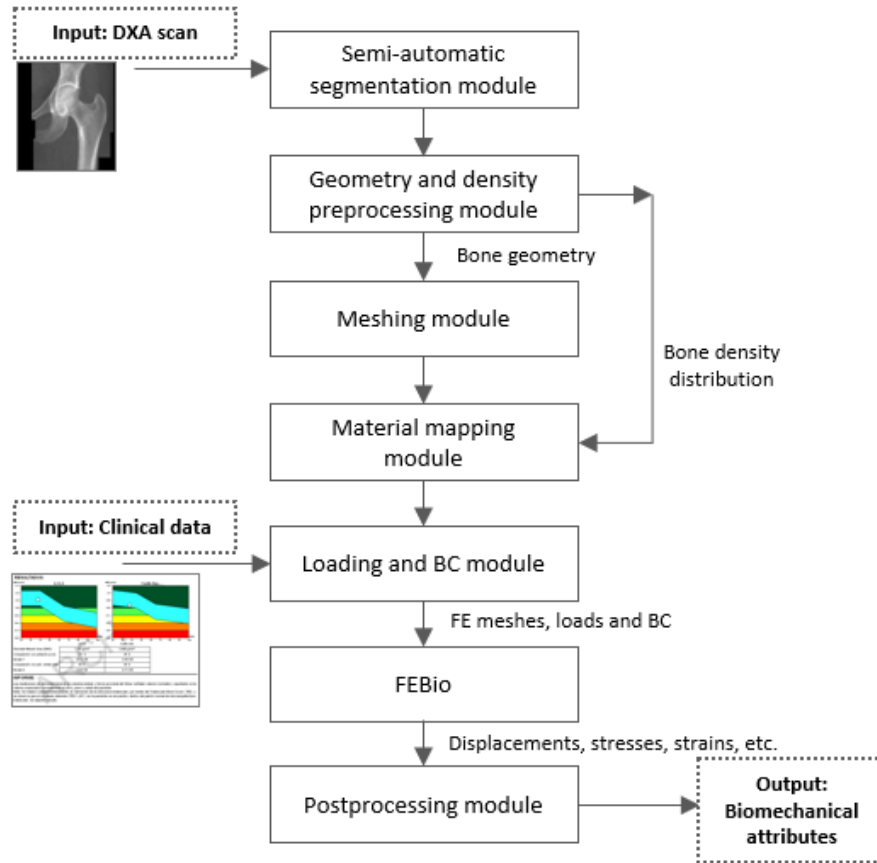 Input: DXA scan
Semi-automatic
segmentation module
Geometry and density
preprocessing module
Bone geometry
Meshing module
Bone density
distribution
Material mapping
module
Input: Clinical data
Loading and BC module
FE meshes, loads and BC
FEBio
Displacements, stresses, strains, etc.
Postprocessing module
Output:
Biomechanical
attributes